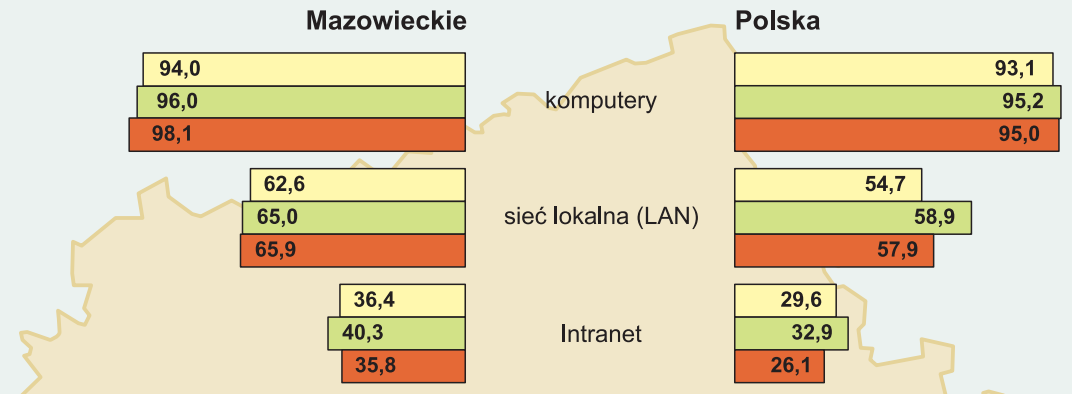 Mazowieckie Polska
94,0 93,1
96,0 komputery 95,2
98,1 95,0
62,6 54,7
65,0 sieć lokalna (LAN) 58,9
65,9 57,9
36,4 29,6
40,3 Intranet 32,9
35,8 26,1